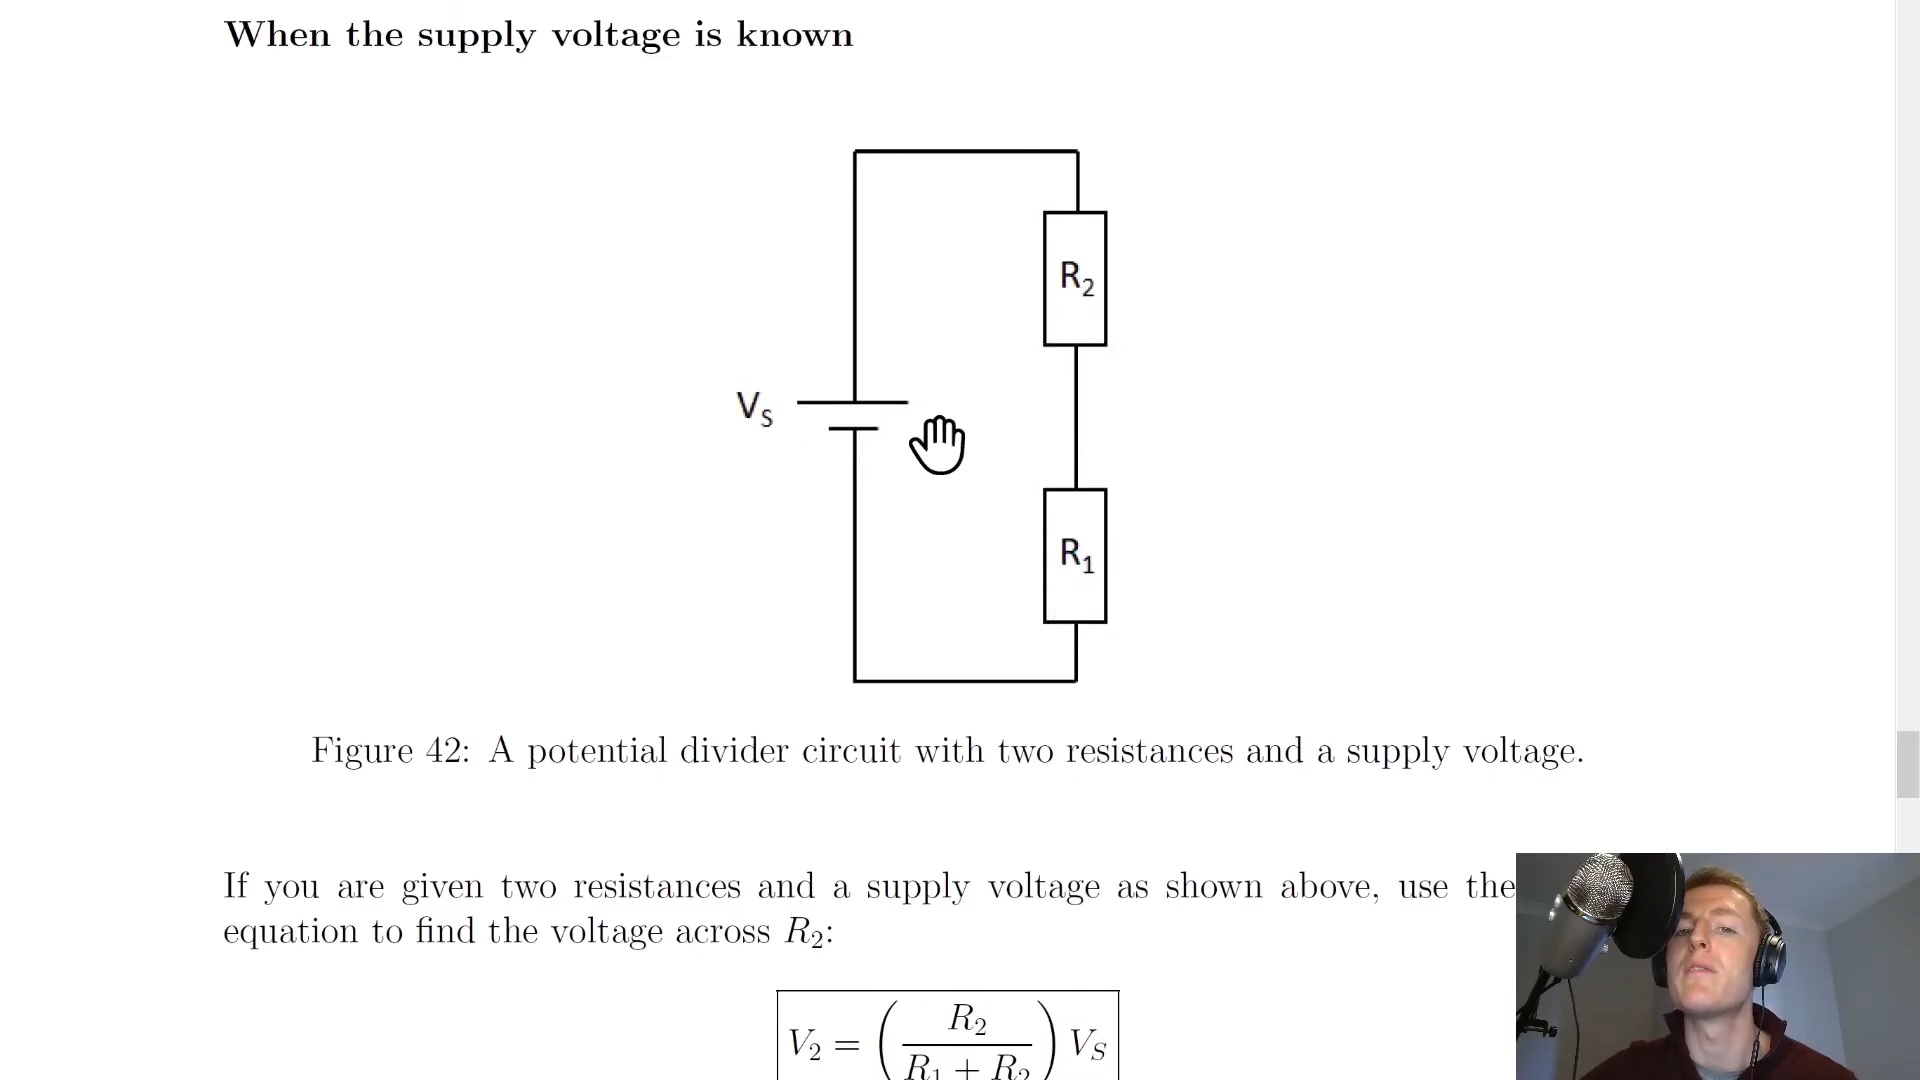 When the supply voltage is known
R₂
V_S
R₁
Figure 42: A potential divider circuit with two resistances and a supply voltage.
If you are given two resistances and a supply voltage as shown above, use the
equation to find the voltage across R₂:
V₂ = (R₂ / (R₁ + R₂)) V_S